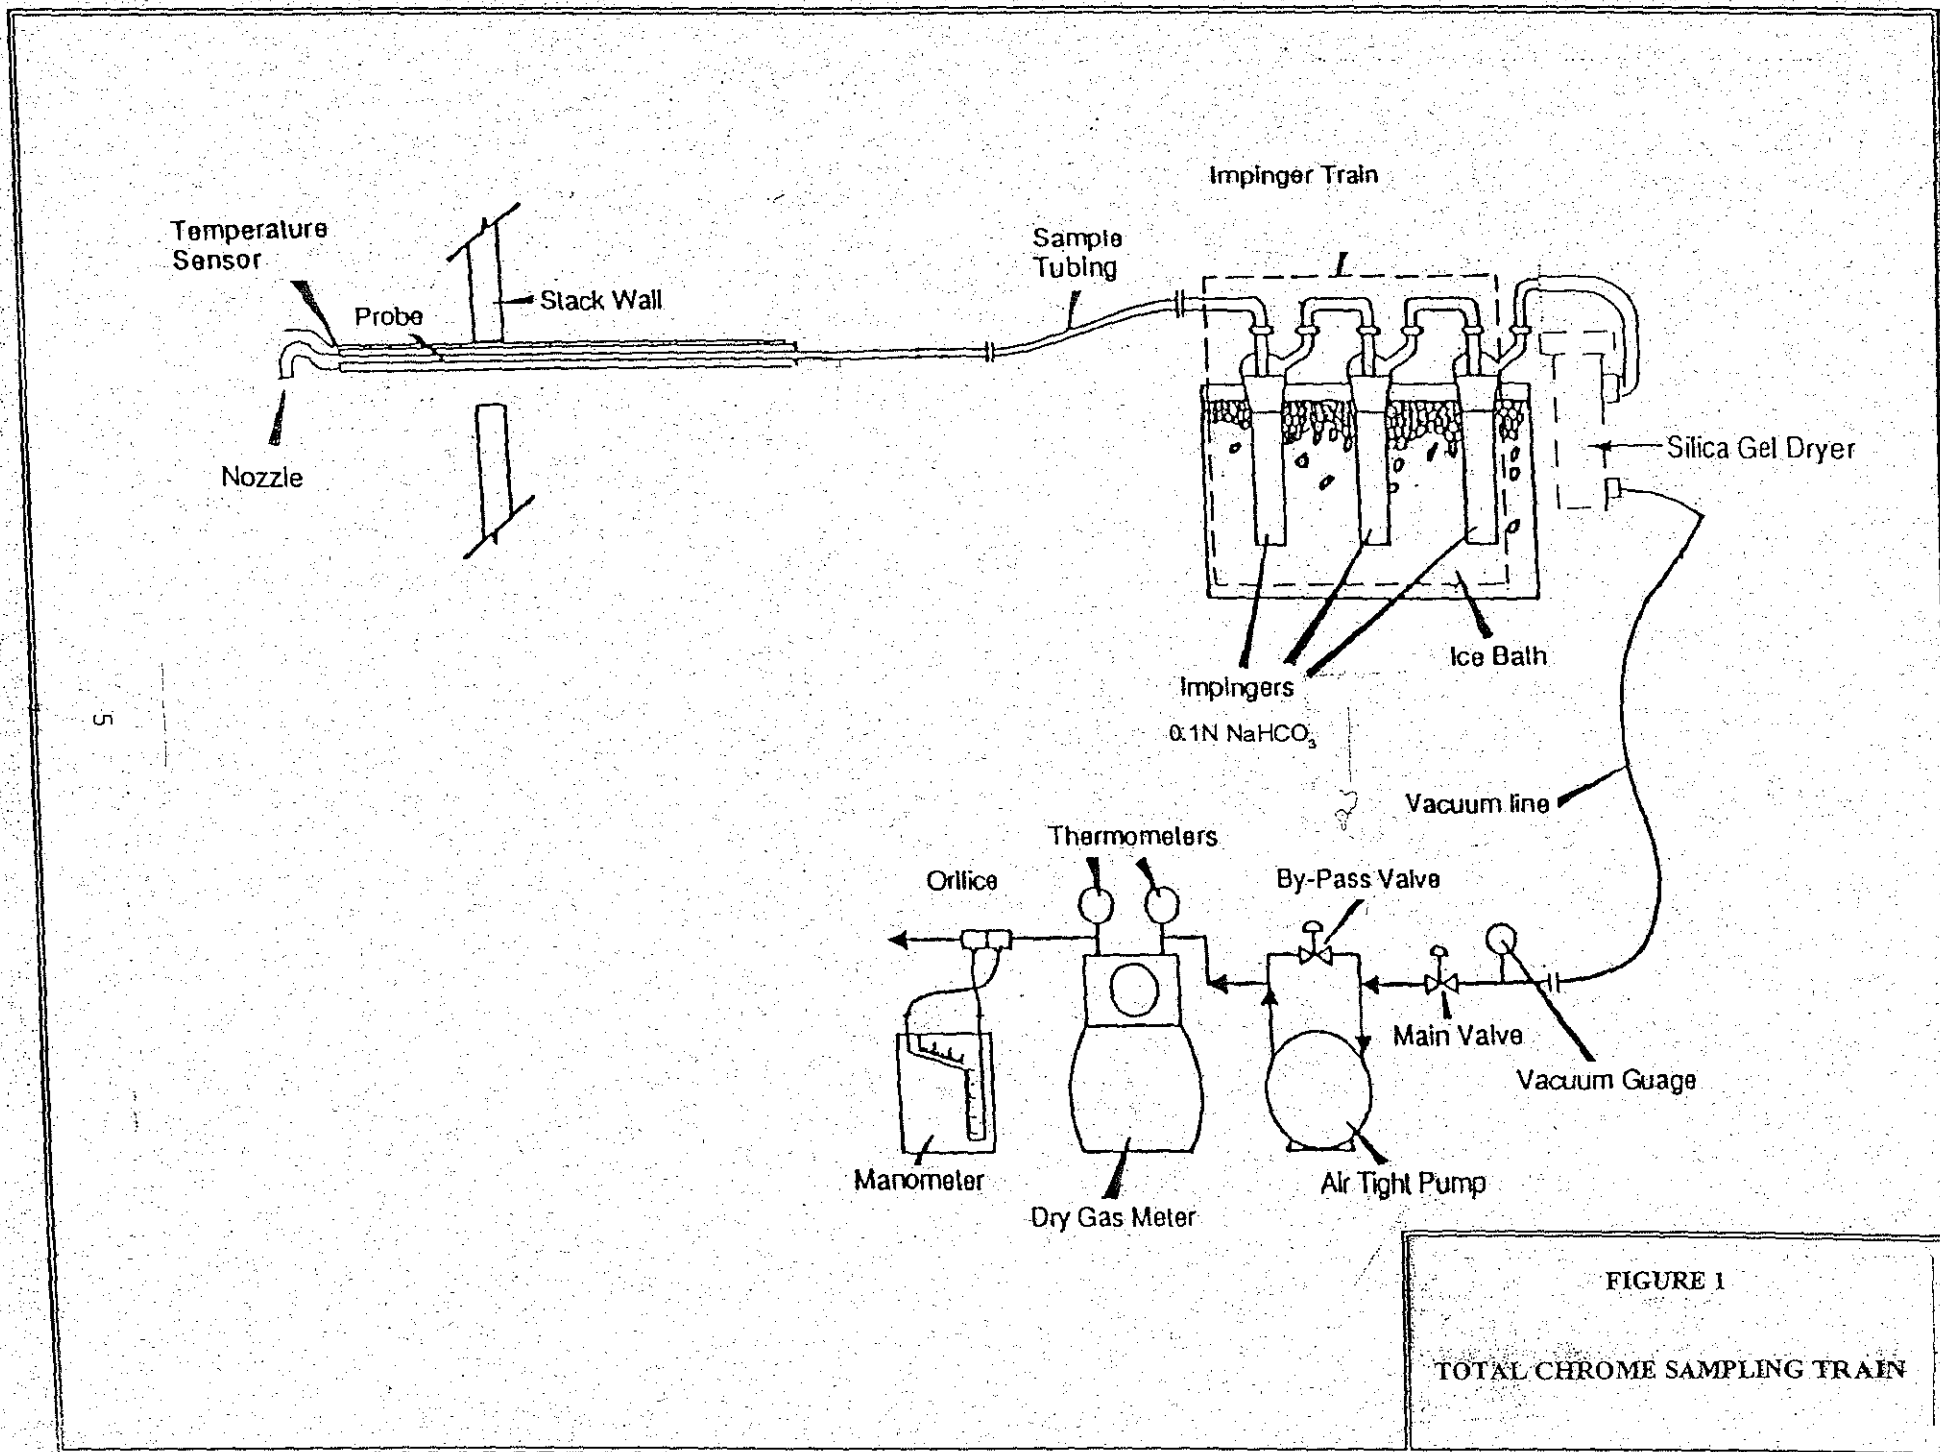 Impinger Train
Temperature
Sensor
Sample
Tubing
Stack Wall
Probe
Nozzle
Silica Gel Dryer
Ice Bath
Impingers
0.1N NaHCO₃
5
Vacuum line
Thermometers
Orifice
By-Pass Valve
Main Valve
Vacuum Guage
Manometer
Air Tight Pump
Dry Gas Meter
FIGURE 1
TOTAL CHROME SAMPLING TRAIN